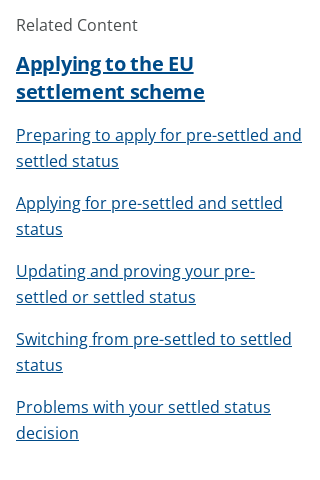 Related Content
Applying to the EU
settlement scheme
Preparing to apply for pre-settled and
settled status
Applying for pre-settled and settled
status
Updating and proving your pre-
settled or settled status
Switching from pre-settled to settled
status
Problems with your settled status
decision